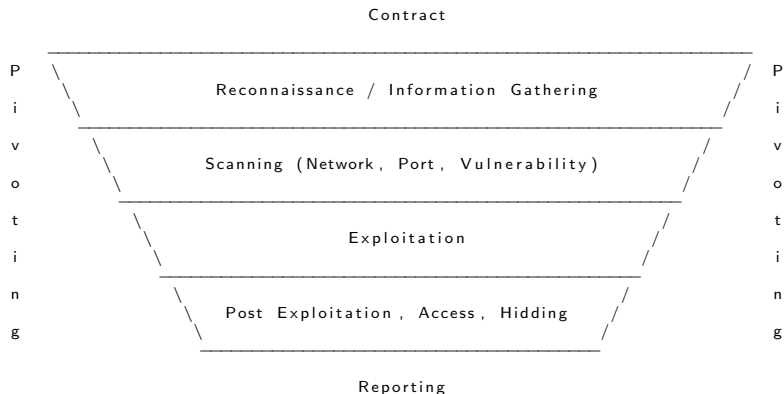 Contract
Pivoting
Reconnaissance / Information Gathering
Scanning (Network, Port, Vulnerability)
Exploitation
Post Exploitation, Access, Hidding
Pivoting
Reporting